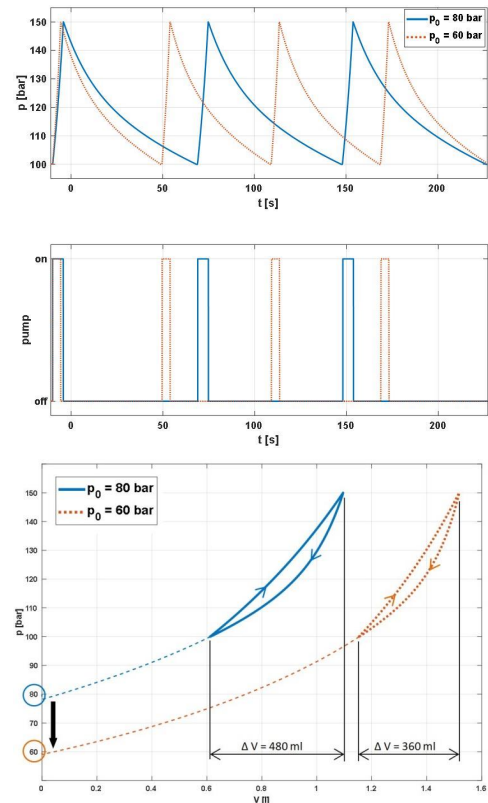 150
140
130
120
110
100
p [bar]
p0 = 80 bar
p0 = 60 bar
0
50
100
150
200
t [s]
on
off
pump
0
50
100
150
200
t [s]
p0 = 80 bar
p0 = 60 bar
150
140
130
120
110
100
90
80
70
60
50
p [bar]
Δ V = 480 ml
Δ V = 360 ml
0
0.2
0.4
0.6
0.8
1
1.2
1.4
1.6
V [l]